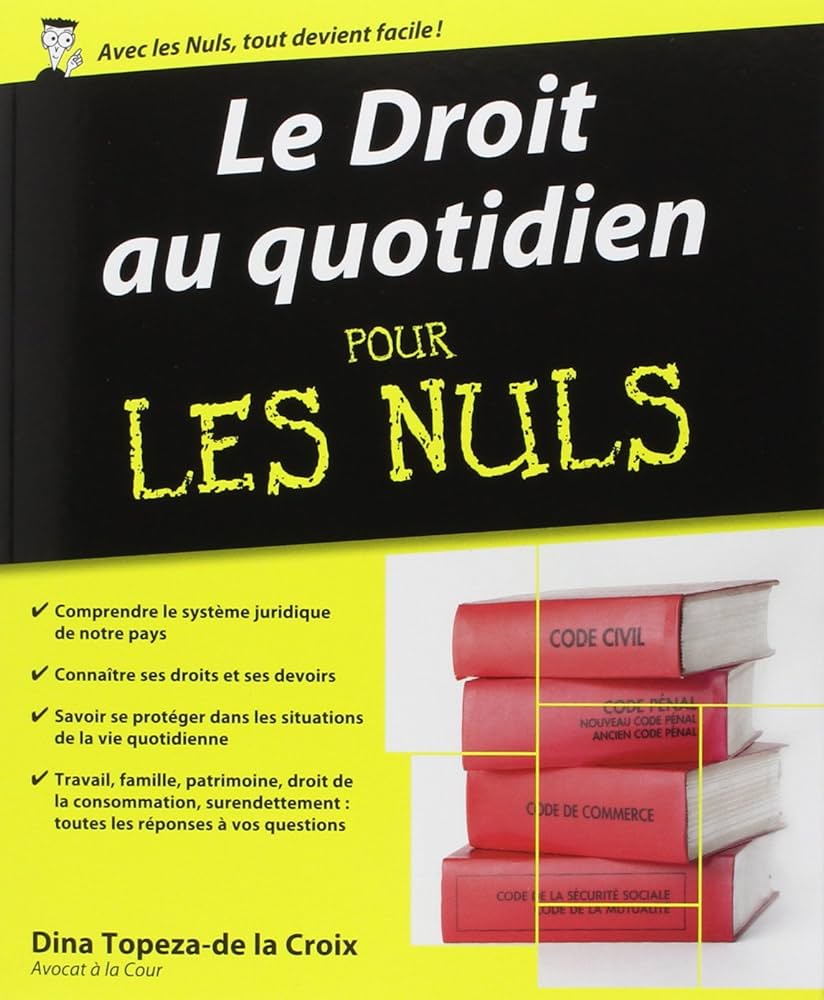 Avec les Nuls, tout devient facile !
Le Droit
au quotidien
POUR
LES NULS
✔ Comprendre le système juridique
de notre pays
✔ Connaître ses droits et ses devoirs
✔ Savoir se protéger dans les situations
de la vie quotidienne
✔ Travail, famille, patrimoine, droit de
la consommation, surendettement :
toutes les réponses à vos questions
CODE CIVIL
CODE PÉNAL
NOUVEAU CODE PÉNAL
ANCIEN CODE PÉNAL
CODE DE COMMERCE
CODE DE LA SÉCURITÉ SOCIALE
CODE DE LA MUTUALITÉ
Dina Topeza-de la Croix
Avocat à la Cour